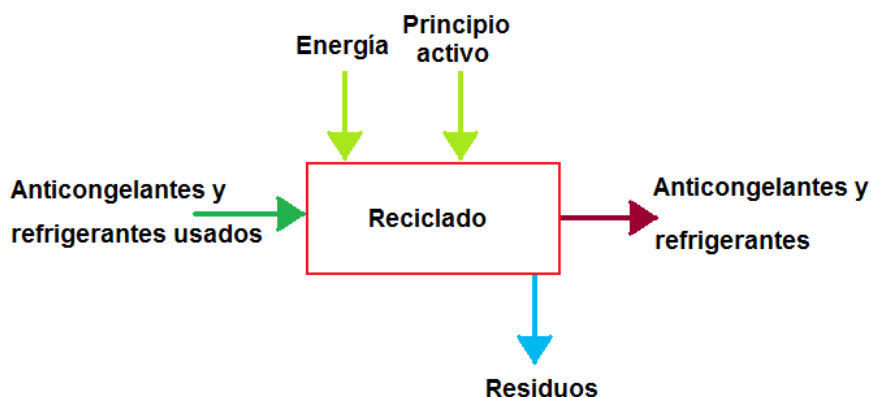 Energía
Principio
activo
Anticongelantes y
refrigerantes usados
Reciclado
Anticongelantes y
refrigerantes
Residuos